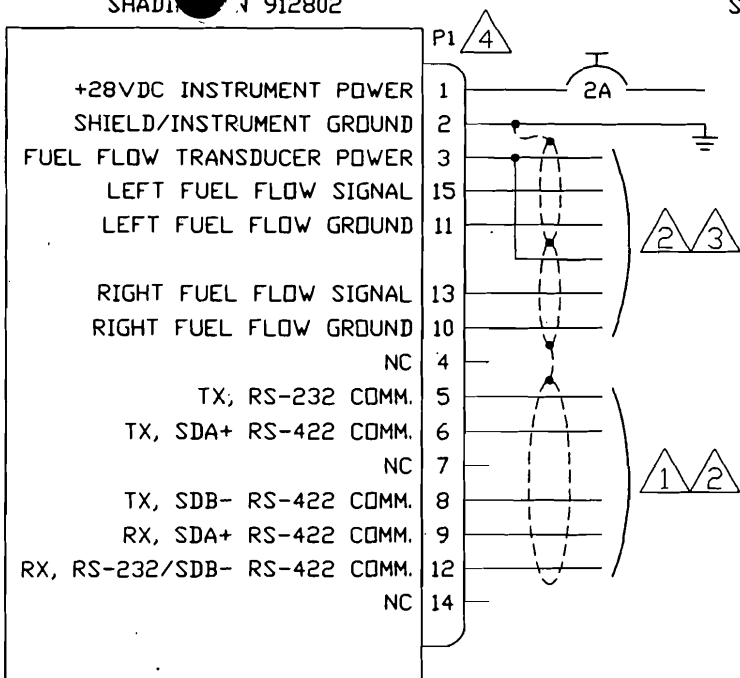 912802
P1 4
+28VDC INSTRUMENT POWER 1 2A
SHIELD/INSTRUMENT GROUND 2
FUEL FLOW TRANSDUCER POWER 3
LEFT FUEL FLOW SIGNAL 15
LEFT FUEL FLOW GROUND 11
2 3
RIGHT FUEL FLOW SIGNAL 13
RIGHT FUEL FLOW GROUND 10
NC 4
TX, RS-232 COMM. 5
TX, SDA+ RS-422 COMM. 6
NC 7
1 2
TX, SDB- RS-422 COMM. 8
RX, SDA+ RS-422 COMM. 9
RX, RS-232/SDB- RS-422 COMM. 12
NC 14